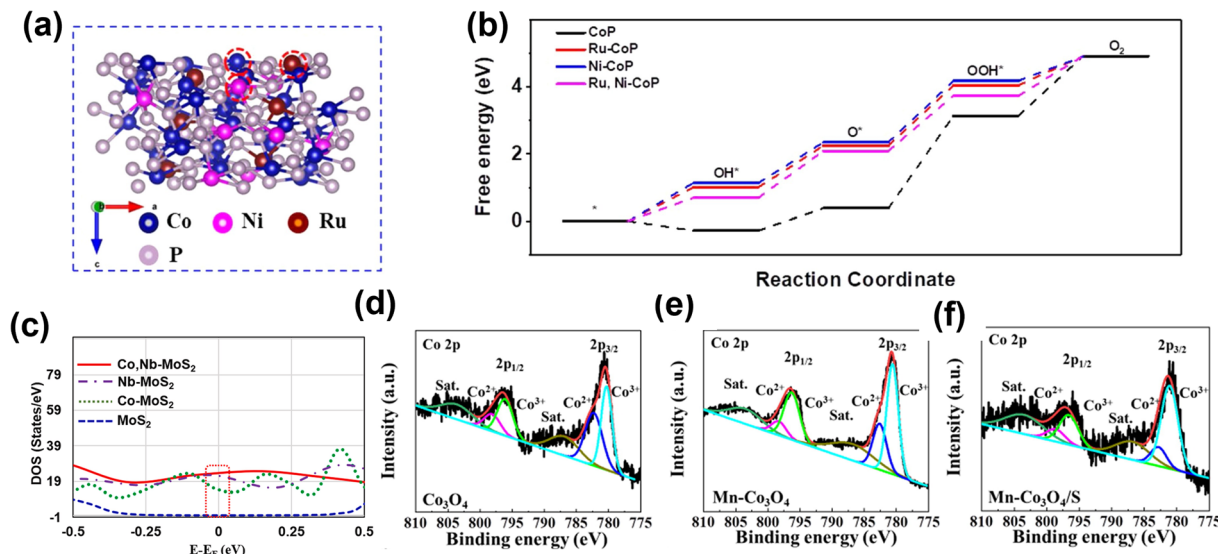 (a)
b
a
c
Co
Ni
Ru
P
(b)
CoP
Ru-CoP
Ni-CoP
Ru, Ni-CoP
Free energy (eV)
4
2
0
*
OH*
O*
OOH*
O₂
Reaction Coordinate
(c)
Co,Nb-MoS₂
Nb-MoS₂
Co-MoS₂
MoS₂
DOS (States/eV)
79
59
39
19
-1
-0.5 -0.25 0 0.25 0.5
E-E_F (eV)
(d)
Co 2p
2p₃/₂
2p₁/₂
Sat.
Co²⁺
Co³⁺
Sat.
Co²⁺
Co³⁺
Co₃O₄
Intensity (a.u.)
810 805 800 795 790 785 780 775
Binding energy (eV)
(e)
Co 2p
2p₃/₂
2p₁/₂
Sat.
Co²⁺
Co³⁺
Sat.
Co²⁺
Co³⁺
Mn-Co₃O₄
Intensity (a.u.)
810 805 800 795 790 785 780 775
Binding energy (eV)
(f)
Co 2p
2p₃/₂
2p₁/₂
Sat.
Co²⁺
Co³⁺
Sat.
Co²⁺
Co³⁺
Mn-Co₃O₄/S
Intensity (a.u.)
810 805 800 795 790 785 780 775
Binding energy (eV)